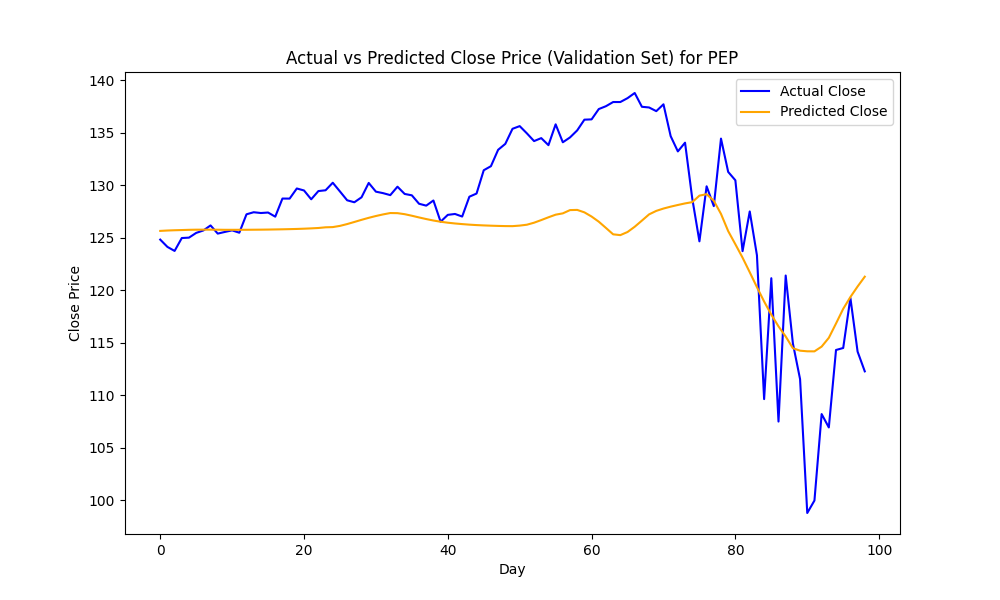 Actual vs Predicted Close Price (Validation Set) for PEP
Actual Close
Predicted Close
140
135
130
125
120
115
110
105
100
Close Price
0 20 40 60 80 100
Day